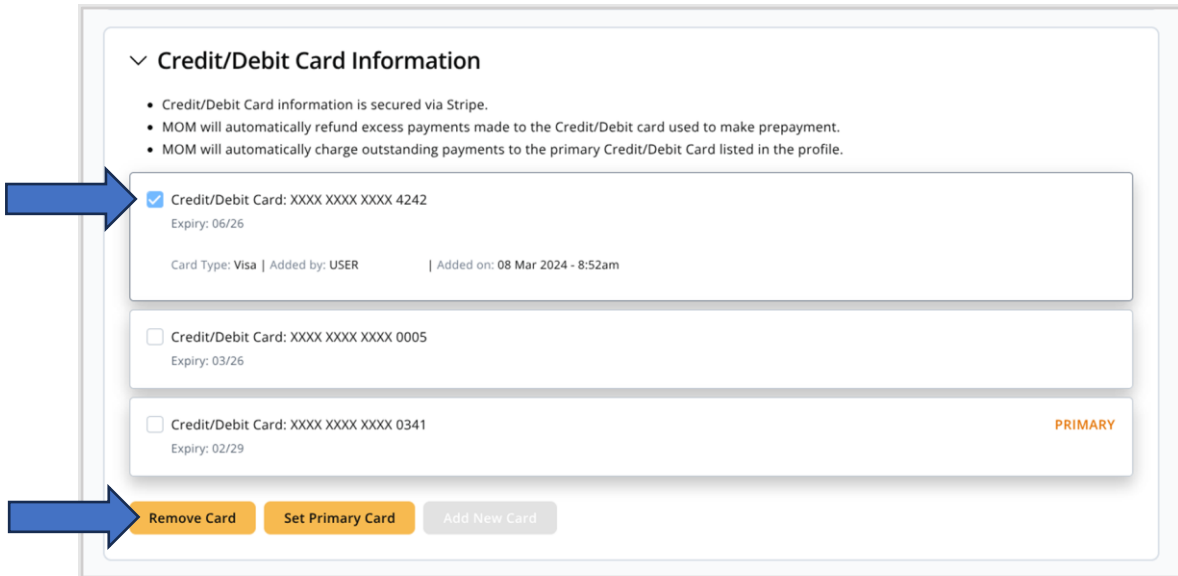 Credit/Debit Card Information
• Credit/Debit Card information is secured via Stripe.
• MOM will automatically refund excess payments made to the Credit/Debit card used to make prepayment.
• MOM will automatically charge outstanding payments to the primary Credit/Debit Card listed in the profile.
Credit/Debit Card: XXXX XXXX XXXX 4242
Expiry: 06/26
Card Type: Visa | Added by: USER | Added on: 08 Mar 2024 - 8:52am
Credit/Debit Card: XXXX XXXX XXXX 0005
Expiry: 03/26
Credit/Debit Card: XXXX XXXX XXXX 0341 PRIMARY
Expiry: 02/29
Remove Card Set Primary Card Add New Card